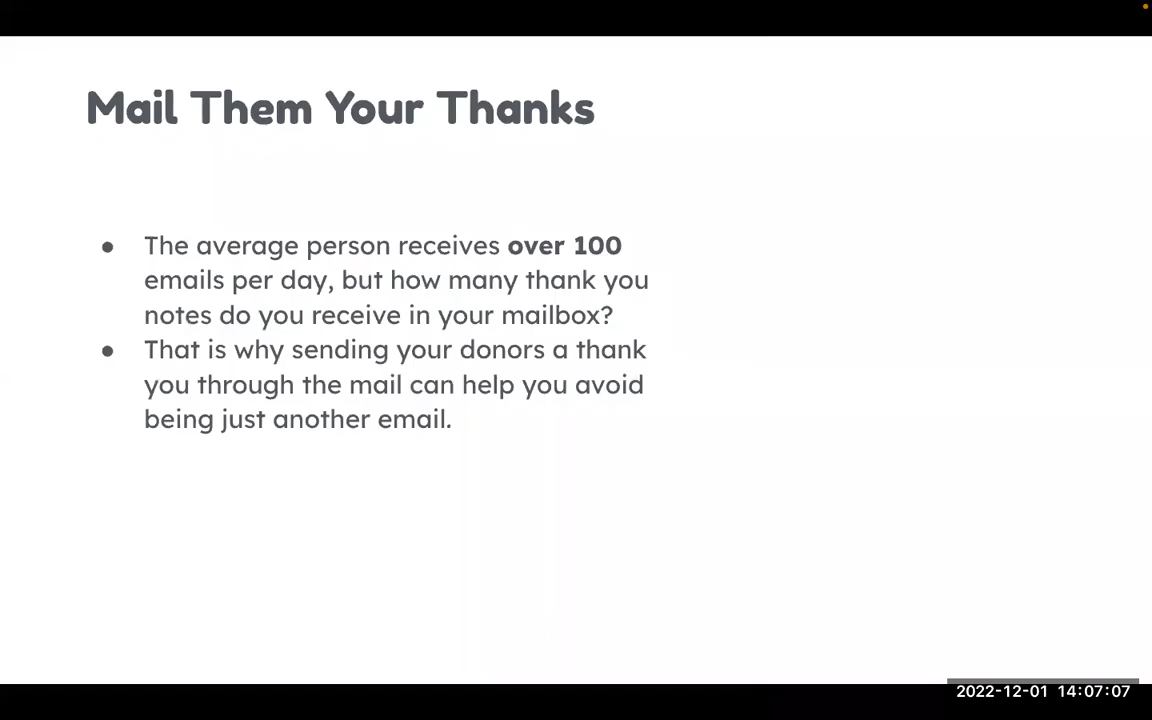 Mail Them Your Thanks
● The average person receives over 100
emails per day, but how many thank you
notes do you receive in your mailbox?
● That is why sending your donors a thank
you through the mail can help you avoid
being just another email.
2022-12-01 14:07:07